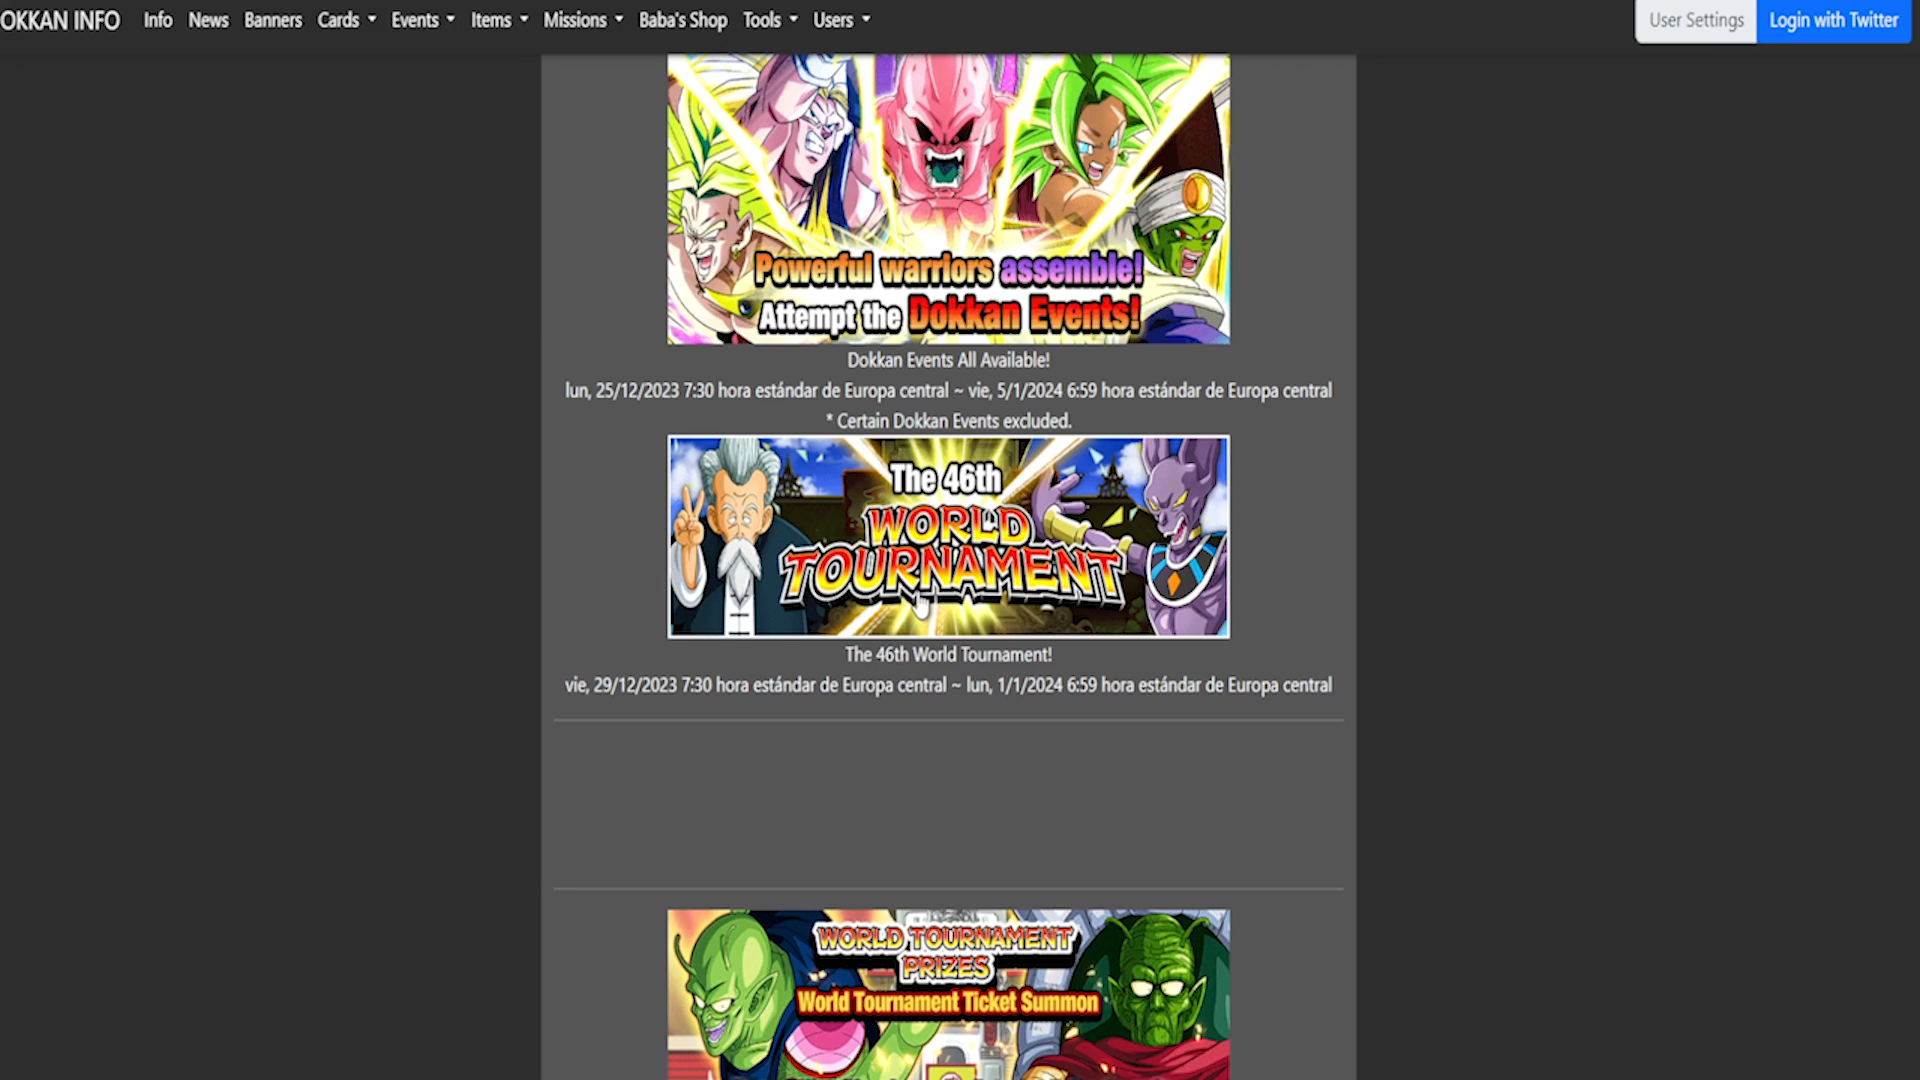 OKKAN INFO Info News Banners Cards Events Items Missions Baba's Shop Tools Users User Settings Login with Twitter
Powerful warriors assemble!
Attempt the Dokkan Events!
Dokkan Events All Available!
lun, 25/12/2023 7:30 hora estándar de Europa central ~ vie, 5/1/2024 6:59 hora estándar de Europa central
* Certain Dokkan Events excluded.
The 46th
WORLD
TOURNAMENT
The 46th World Tournament!
vie, 29/12/2023 7:30 hora estándar de Europa central ~ lun, 1/1/2024 6:59 hora estándar de Europa central
WORLD TOURNAMENT
PRIZES
World Tournament Ticket Summon